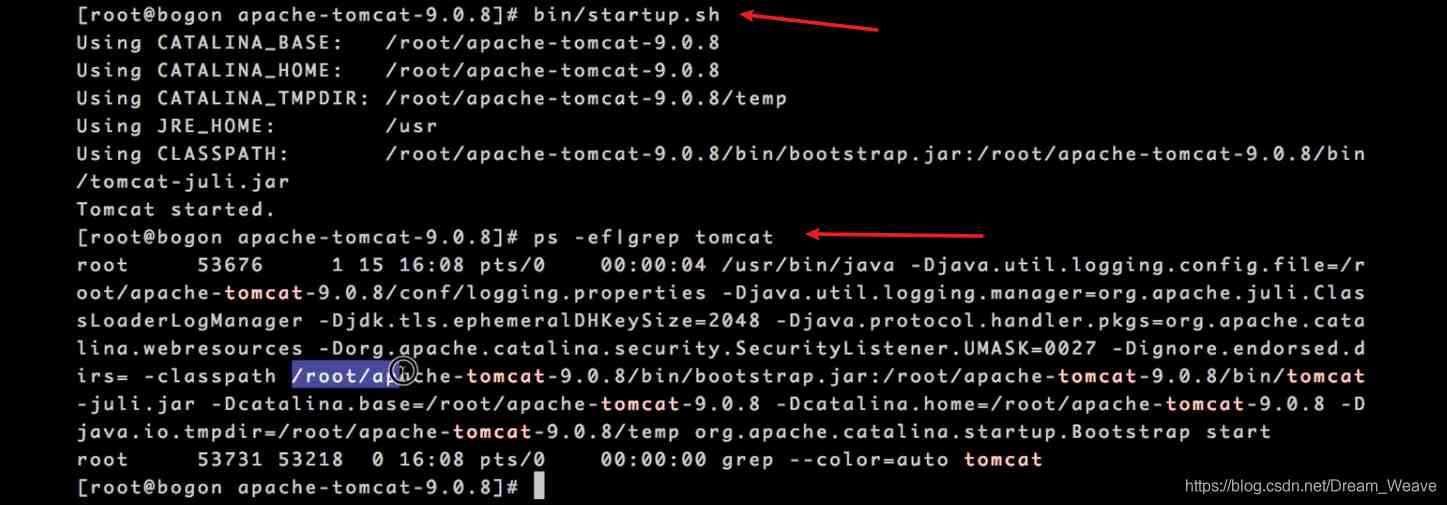 [root@bogon apache-tomcat-9.0.8]# bin/startup.sh
Using CATALINA_BASE:   /root/apache-tomcat-9.0.8
Using CATALINA_HOME:   /root/apache-tomcat-9.0.8
Using CATALINA_TMPDIR: /root/apache-tomcat-9.0.8/temp
Using JRE_HOME:        /usr
Using CLASSPATH:       /root/apache-tomcat-9.0.8/bin/bootstrap.jar:/root/apache-tomcat-9.0.8/bin
/tomcat-juli.jar
Tomcat started.
[root@bogon apache-tomcat-9.0.8]# ps -ef|grep tomcat
root      53676      1 15 16:08 pts/0    00:00:04 /usr/bin/java -Djava.util.logging.config.file=/r
oot/apache-tomcat-9.0.8/conf/logging.properties -Djava.util.logging.manager=org.apache.juli.Clas
sLoaderLogManager -Djdk.tls.ephemeralDHKeySize=2048 -Djava.protocol.handler.pkgs=org.apache.cata
lina.webresources -Dorg.apache.catalina.security.SecurityListener.UMASK=0027 -Dignore.endorsed.d
irs= -classpath /root/apache-tomcat-9.0.8/bin/bootstrap.jar:/root/apache-tomcat-9.0.8/bin/tomcat
-juli.jar -Dcatalina.base=/root/apache-tomcat-9.0.8 -Dcatalina.home=/root/apache-tomcat-9.0.8 -D
java.io.tmpdir=/root/apache-tomcat-9.0.8/temp org.apache.catalina.startup.Bootstrap start
root      53731 53218  0 16:08 pts/0    00:00:00 grep --color=auto tomcat
[root@bogon apache-tomcat-9.0.8]#
https://blog.csdn.net/Dream_Weave